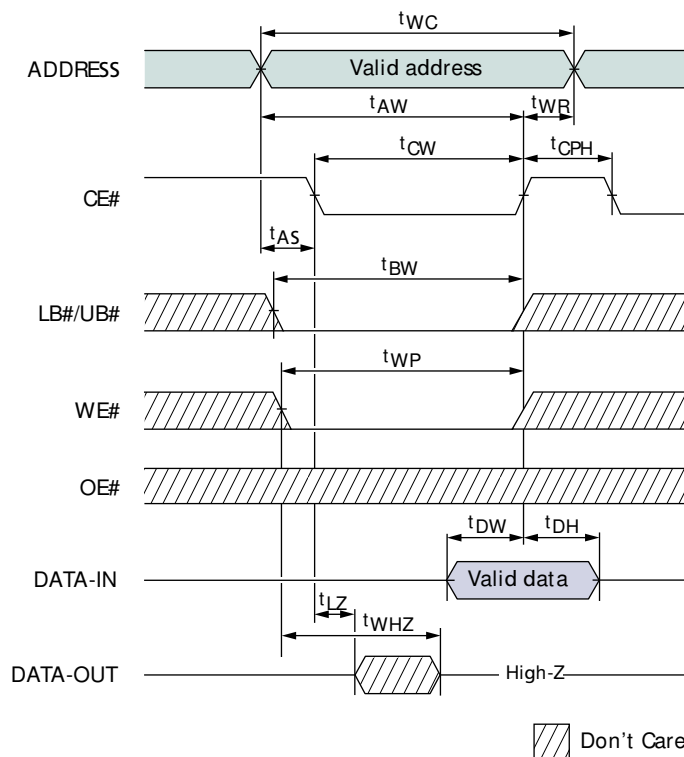 tWC
ADDRESS Valid address
tAW tWR
tCW tCPH
CE#
tAS
tBW
LB#/UB#
tWP
WE#
OE#
tDW tDH
DATA-IN Valid data
tLZ
tWHZ
DATA-OUT High-Z
Don't Care